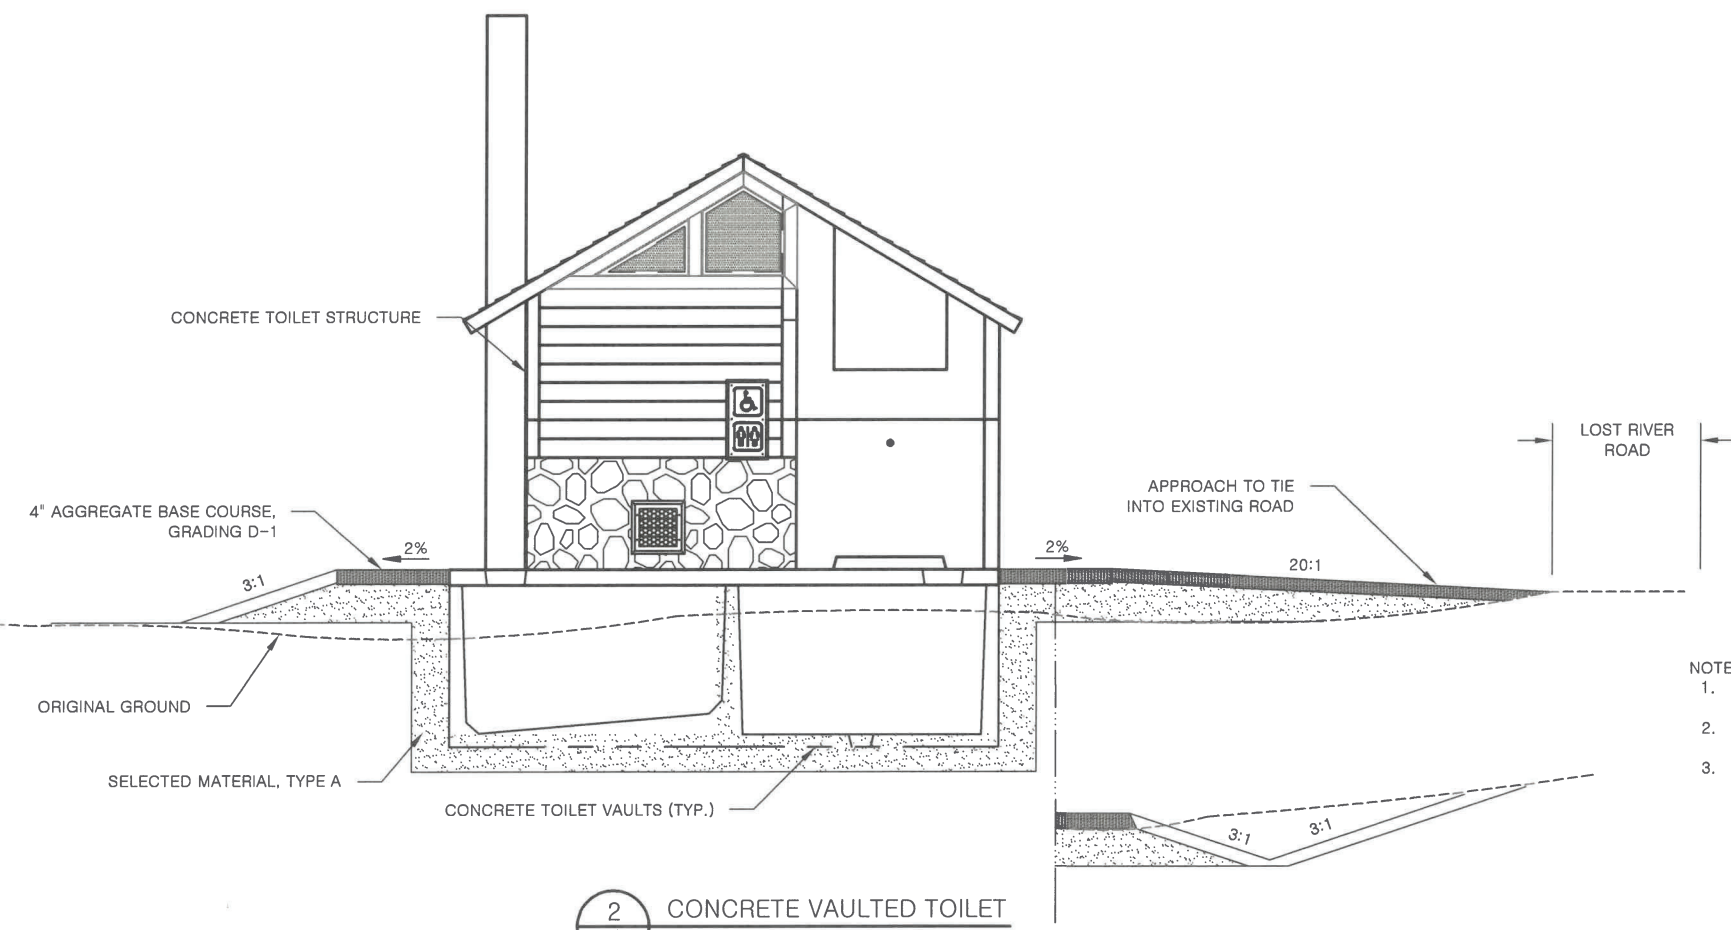 CONCRETE TOILET STRUCTURE
LOST RIVER
ROAD
APPROACH TO TIE
INTO EXISTING ROAD
4" AGGREGATE BASE COURSE,
GRADING D-1
2%
2%
3:1
20:1
ORIGINAL GROUND
NOTE
1.
2.
3.
SELECTED MATERIAL, TYPE A
CONCRETE TOILET VAULTS (TYP.)
3:1
3:1
2
CONCRETE VAULTED TOILET